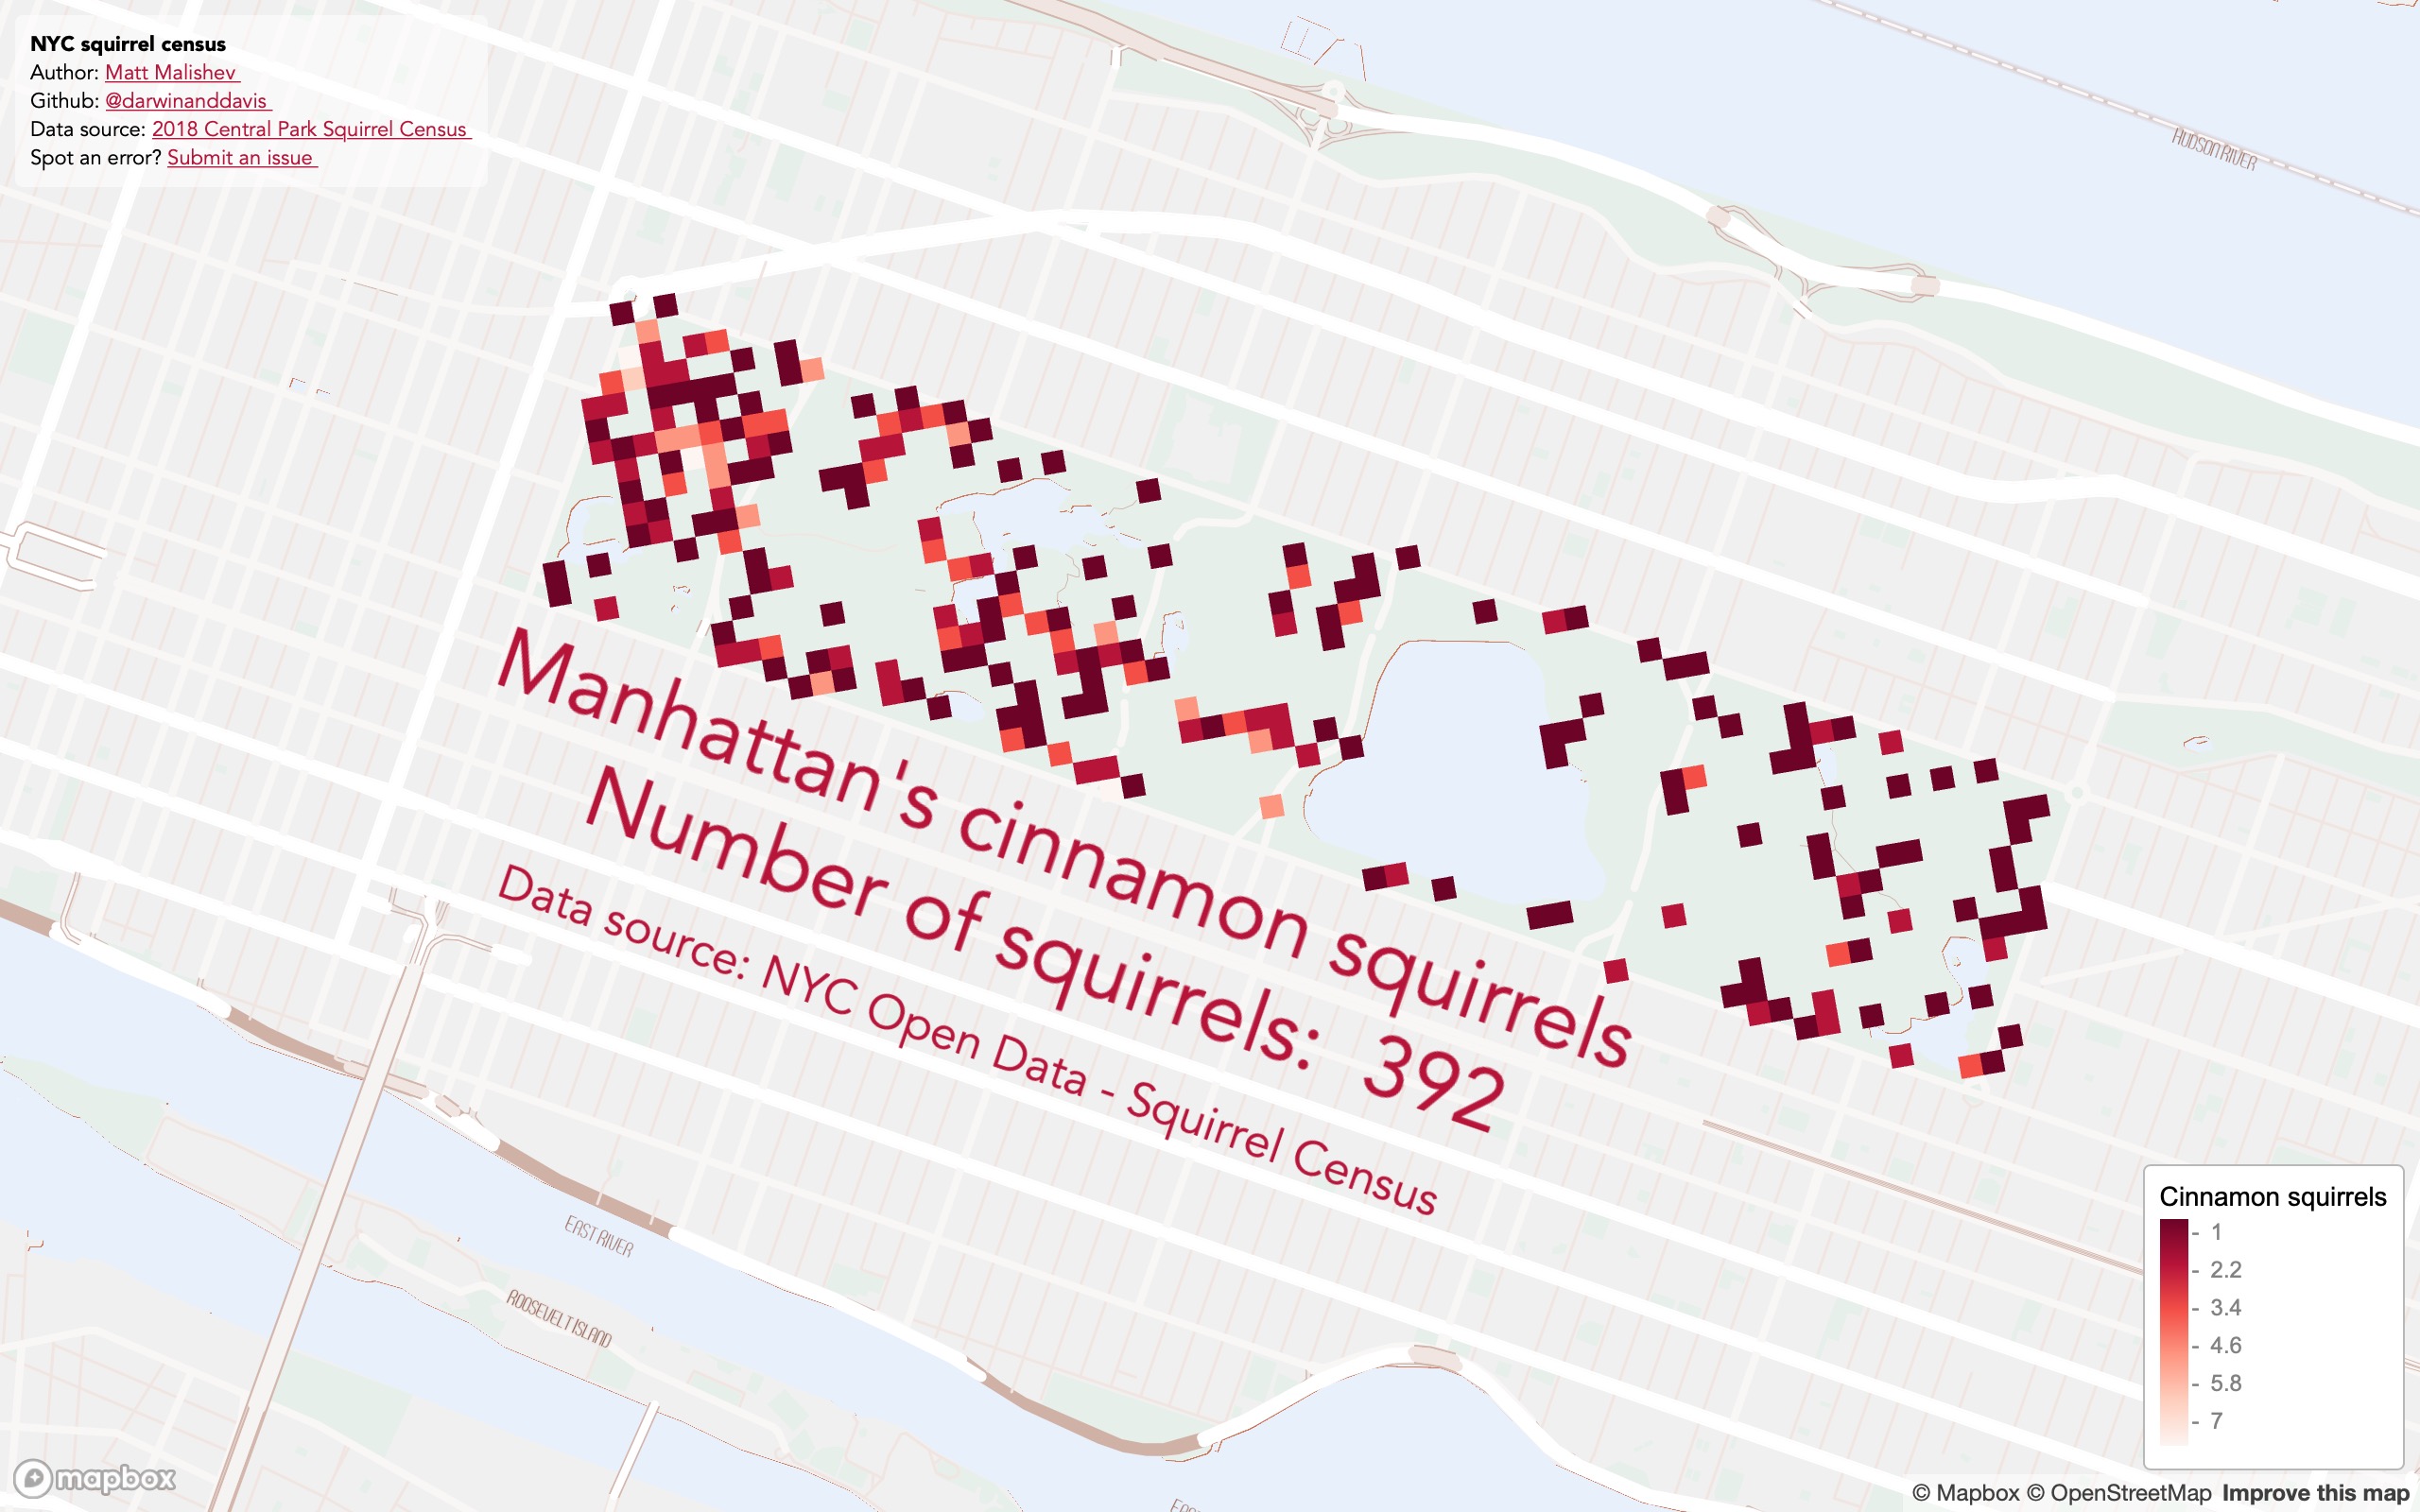 NYC squirrel census
Author: Matt Malishev
Github: @darwinanddavis
Data source: 2018 Central Park Squirrel Census
Spot an error? Submit an issue
HUDSON RIVER
Manhattan's cinnamon squirrels
Number of squirrels: 392
Data source: NYC Open Data - Squirrel Census
EAST RIVER
ROOSEVELT ISLAND
Cinnamon squirrels
- 1
- 2.2
- 3.4
- 4.6
- 5.8
- 7
mapbox
© Mapbox © OpenStreetMap Improve this map